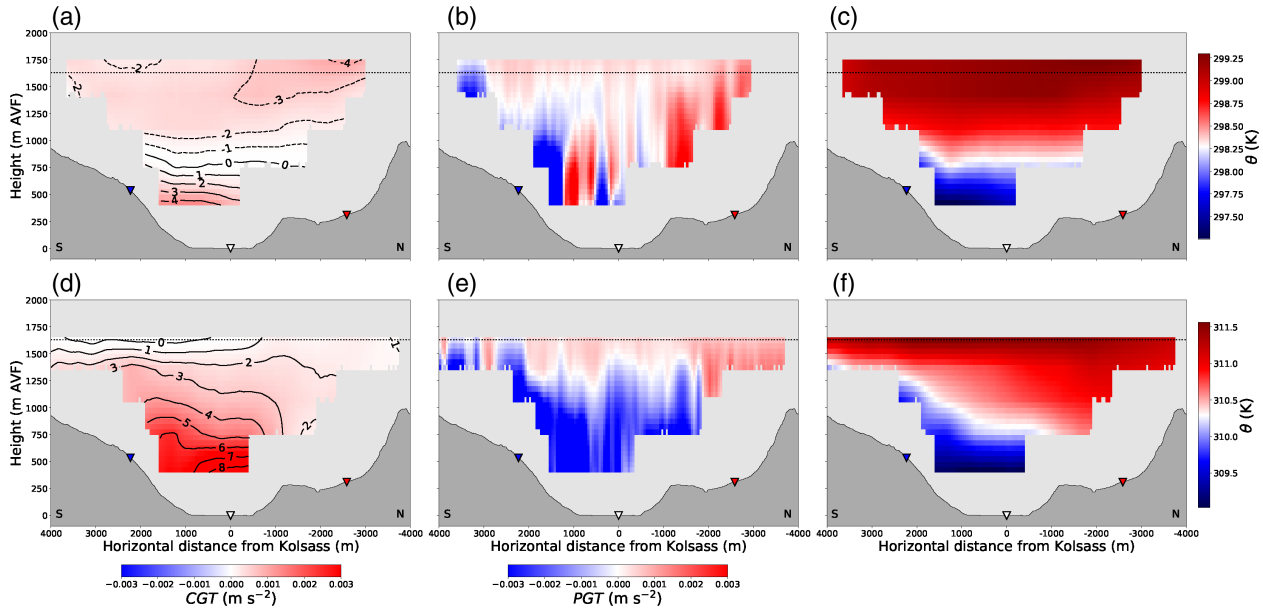 (a) (b) (c)
2000
1750
1500
1250
1000
750
500
250
0
Height (m AVF)
-2 -4
-2 -3
-2
-1
0 0
1
2
3
4
S N
S N
S N
299.25
299.00
298.75
298.50
298.25
298.00
297.75
297.50
θ (K)
(d) (e) (f)
2000
1750
1500
1250
1000
750
500
250
0
Height (m AVF)
0
1 -1
2
3 3
4
5 2
6
7
8
S N
S N
S N
311.5
311.0
310.5
310.0
309.5
θ (K)
4000 3000 2000 1000 0 -1000 -2000 -3000 -4000
3000 2000 1000 0 -1000 -2000 -3000 -4000
3000 2000 1000 0 -1000 -2000 -3000 -4000
Horizontal distance from Kolsass (m) Horizontal distance from Kolsass (m) Horizontal distance from Kolsass (m)
−0.003 −0.002 −0.001 0.000 0.001 0.002 0.003
CGT (m s⁻²)
−0.003 −0.002 −0.001 0.000 0.001 0.002 0.003
PGT (m s⁻²)